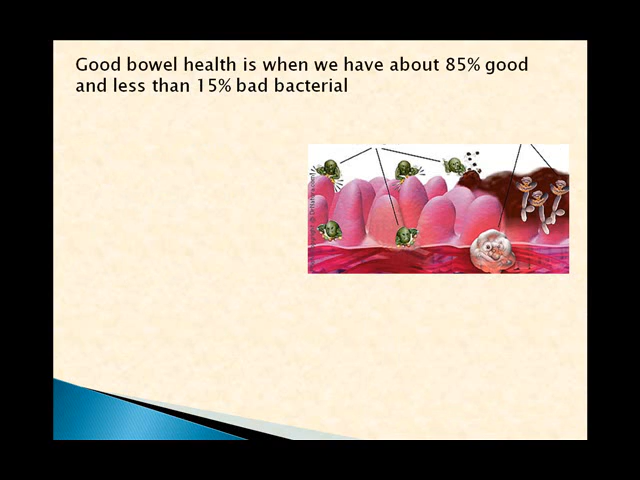 Good bowel health is when we have about 85% good
and less than 15% bad bacterial